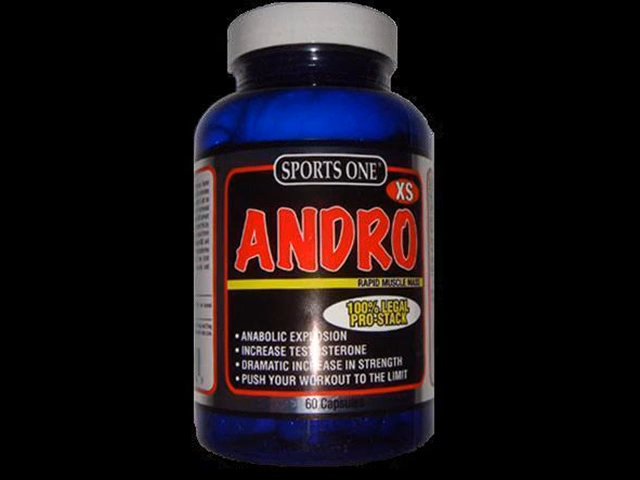 SPORTS ONE®
XS
ANDRO
RAPID MUSCLE MASS
100% LEGAL
PRO-STACK
• ANABOLIC EXPLOSION
• INCREASE TESTOSTERONE
• DRAMATIC INCREASE IN STRENGTH
• PUSH YOUR WORKOUT TO THE LIMIT
60 Capsules